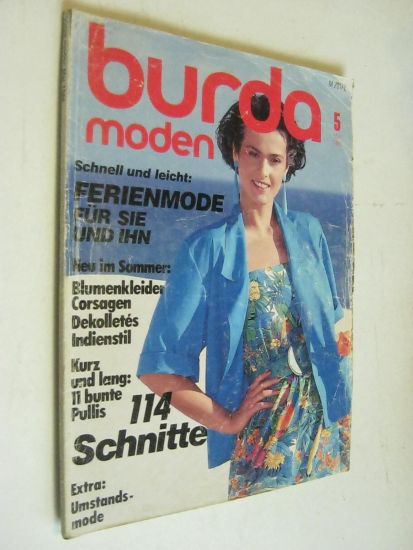 burda
moden
5
Schnell und leicht:
FERIENMODE
FÜR SIE
UND IHN
Neu im Sommer:
Blumenkleider
Corsagen
Dekolletés
Indienstil
Kurz
und lang:
11 bunte
Pullis
114
Schnitte
Extra:
Umstands-
mode